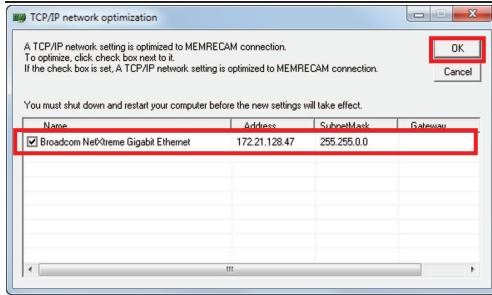 TCP/IP network optimization
A TCP/IP network setting is optimized to MEMRECAM connection.
To optimize, click check box next to it.
If the check box is set, A TCP/IP network setting is optimized to MEMRECAM connection.
OK
Cancel
You must shut down and restart your computer before the new settings will take effect.
Name Address SubnetMask Gateway
Broadcom NetXtreme Gigabit Ethernet 172.21.128.47 255.255.0.0